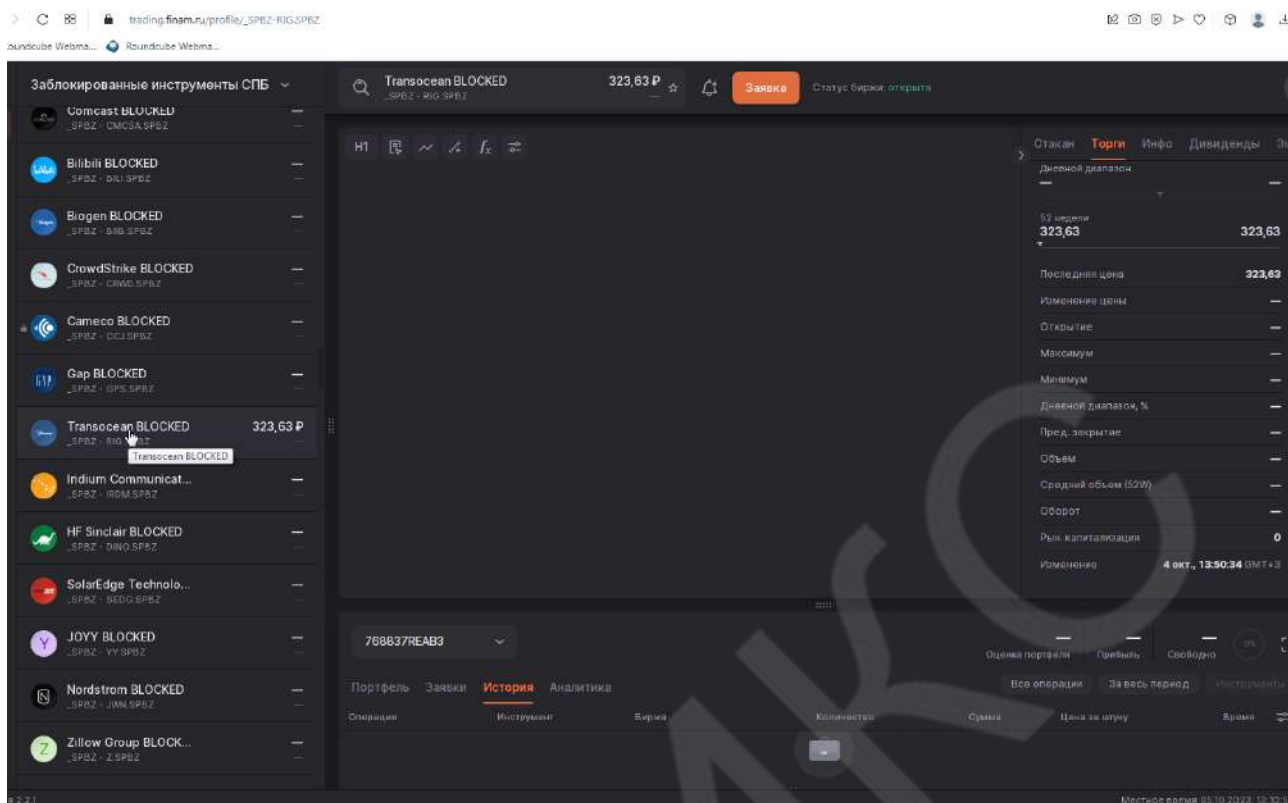 trading.finam.ru/profile/_SPBZ-RIG.SPBZ
oundcube Webma... Roundcube Webma...
Заблокированные инструменты СПБ
Transocean BLOCKED 323,63 ₽
_SPBZ - RIG.SPBZ
Заявка
Статус биржи: открыта
Comcast BLOCKED
_SPBZ - CMCSA.SPBZ
Bilibili BLOCKED
_SPBZ - BILI.SPBZ
Biogen BLOCKED
_SPBZ - BIIB.SPBZ
CrowdStrike BLOCKED
_SPBZ - CRWD.SPBZ
Cameco BLOCKED
_SPBZ - CCJ.SPBZ
Gap BLOCKED
_SPBZ - GPS.SPBZ
Transocean BLOCKED 323,63 ₽
_SPBZ - RIG
Transocean BLOCKED
Iridium Communicat...
_SPBZ - IRDM.SPBZ
HF Sinclair BLOCKED
_SPBZ - DINO.SPBZ
SolarEdge Technolo...
_SPBZ - SEDG.SPBZ
JOYY BLOCKED
_SPBZ - YY.SPBZ
Nordstrom BLOCKED
_SPBZ - JWN.SPBZ
Zillow Group BLOCK...
_SPBZ - Z.SPBZ
H1
Стакан Торги Инфо Дивиденды
Дневной диапазон
— —
52 недели
323,63 323,63
Последняя цена 323,63
Изменение цены —
Открытие —
Максимум —
Минимум —
Дневной диапазон, % —
Пред. закрытие —
Объем —
Средний объем (52W) —
Оборот —
Рын. капитализация 0
Изменено 4 окт., 13:50:34 GMT+3
768837REAB3
Оценка портфеля Прибыль Свободно
Портфель Заявки История Аналитика
Все операции За весь период Инструменты
Операция Инструмент Биржа Количество Сумма Цена за штуку Время
Местное время 05.10.2023,
МКС